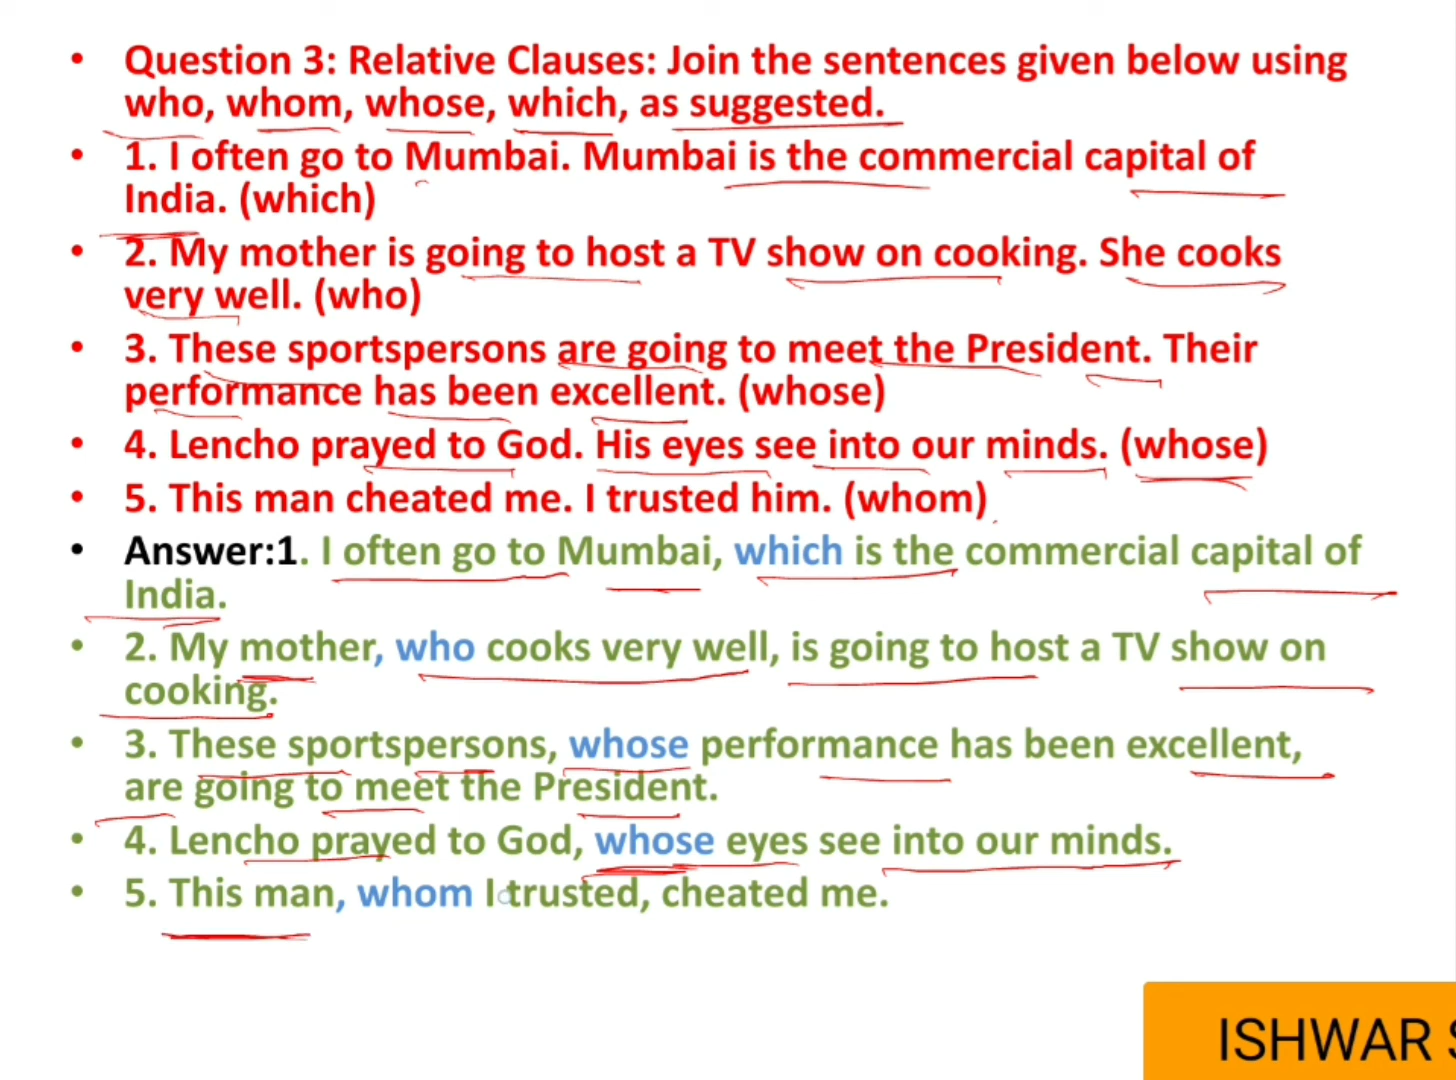 • Question 3: Relative Clauses: Join the sentences given below using
who, whom, whose, which, as suggested.
• 1. I often go to Mumbai. Mumbai is the commercial capital of
India. (which)
• 2. My mother is going to host a TV show on cooking. She cooks
very well. (who)
• 3. These sportspersons are going to meet the President. Their
performance has been excellent. (whose)
• 4. Lencho prayed to God. His eyes see into our minds. (whose)
• 5. This man cheated me. I trusted him. (whom)
• Answer:1. I often go to Mumbai, which is the commercial capital of
India.
• 2. My mother, who cooks very well, is going to host a TV show on
cooking.
• 3. These sportspersons, whose performance has been excellent,
are going to meet the President.
• 4. Lencho prayed to God, whose eyes see into our minds.
• 5. This man, whom I trusted, cheated me.
ISHWAR